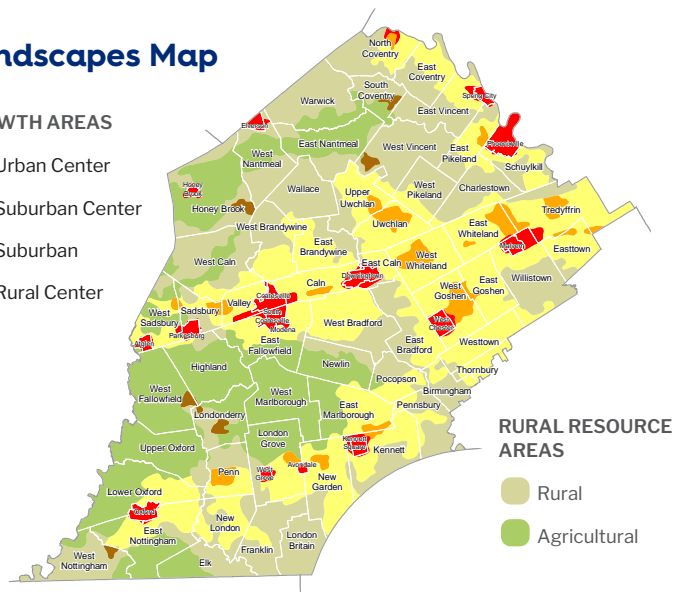 ndscapes Map
WTH AREAS
Urban Center
Suburban Center
Suburban
Rural Center
North
Coventry
East
Coventry
South
Coventry
Spring City
Warwick
East Vincent
Elverson
East Nantmeal
West Vincent
East
Pikeland
Phoenixville
West
Nantmeal
Schuylkill
Honey
Brook
Wallace
Upper
Uwchlan
West
Pikeland
Charlestown
Honey Brook
Uwchlan
Tredyffrin
West Brandywine
East
Whiteland
Malvern
East
Brandywine
Easttown
West Caln
East Caln
West
Whiteland
Downingtown
Caln
Willistown
East
Goshen
West
Goshen
Coatesville
Valley
West
Sadsbury
Sadsbury
South
Coatesville
Modena
West Bradford
West
Chester
Parkesburg
Atglen
East
Fallowfield
East
Bradford
Westtown
Highland
Newlin
Thornbury
Pocopson
West
Fallowfield
West
Marlborough
Birmingham
East
Marlborough
Pennsbury
Londonderry
London
Grove
Kennett
Square
Kennett
Upper Oxford
Penn
West
Grove
Avondale
New
Garden
Lower Oxford
Oxford
New
London
East
Nottingham
London
Britain
Franklin
West
Nottingham
Elk
RURAL RESOURCE
AREAS
Rural
Agricultural